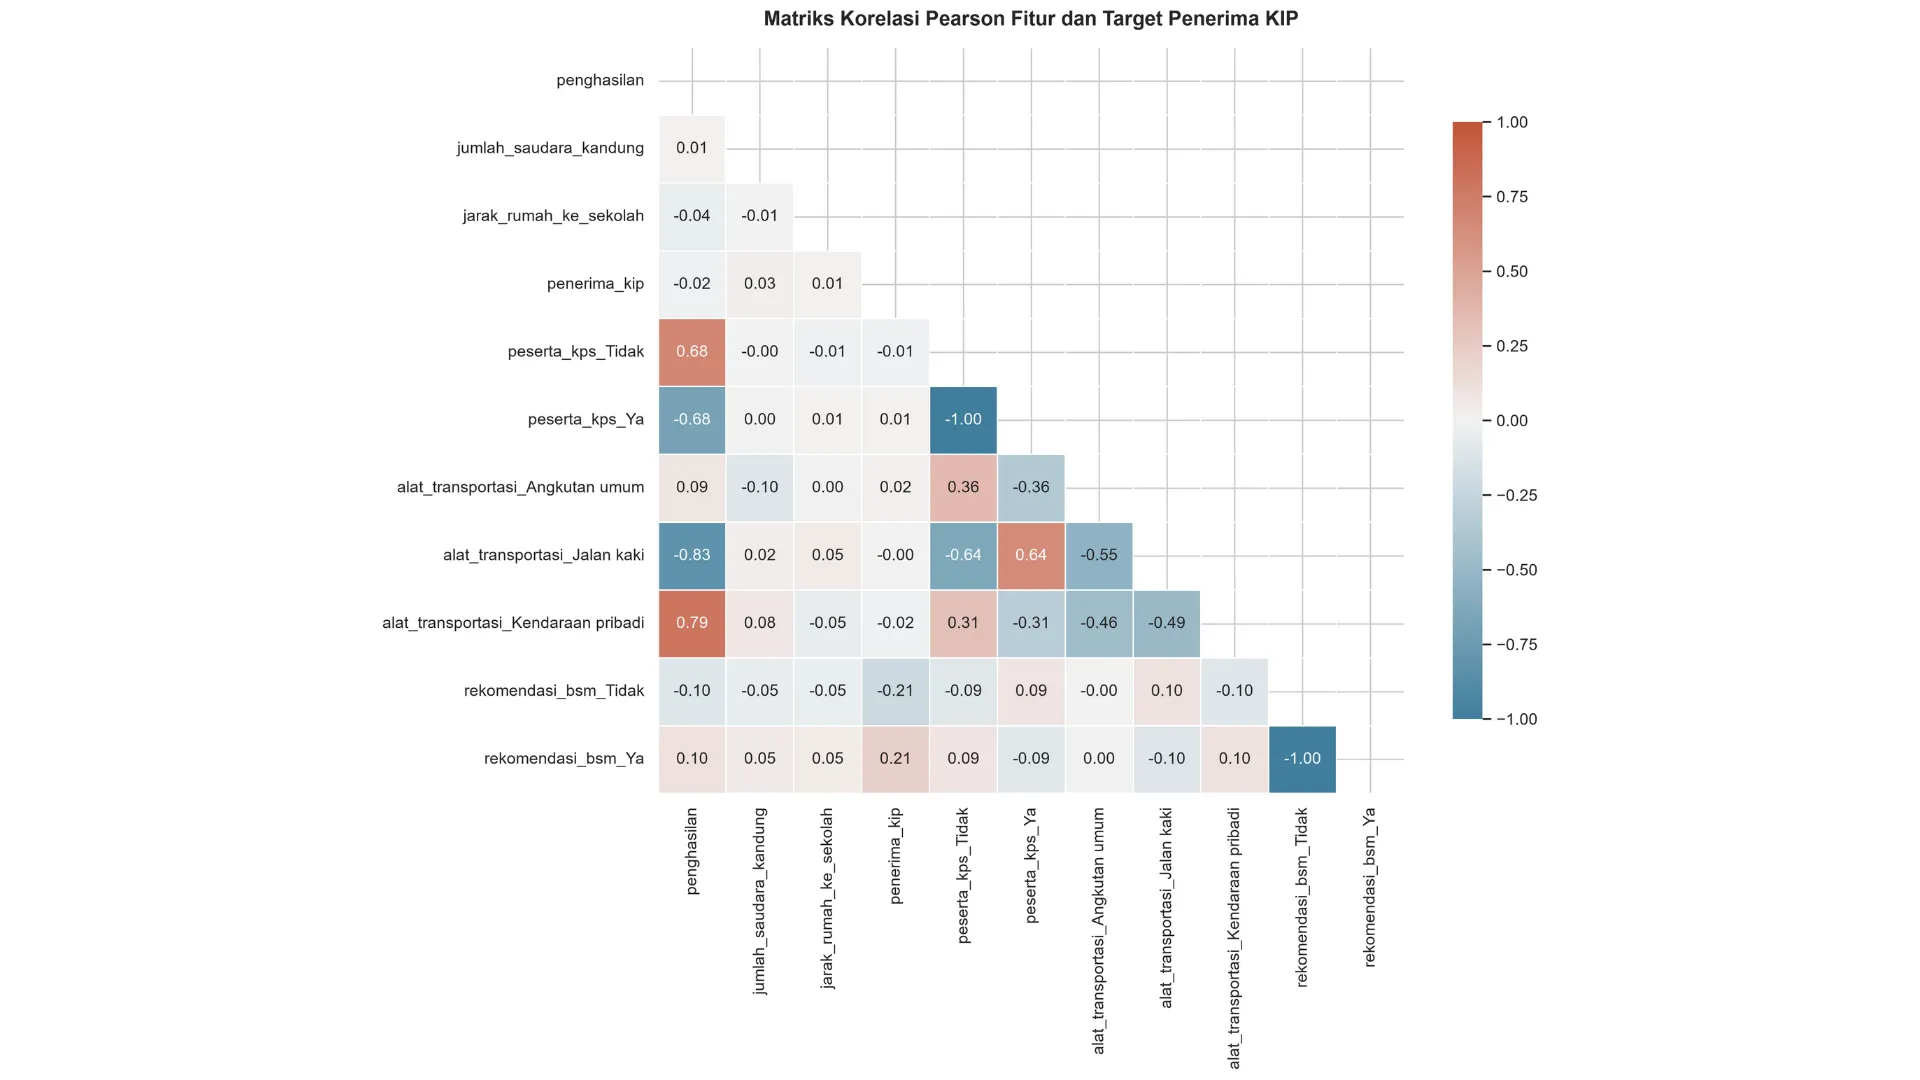 Matriks Korelasi Pearson Fitur dan Target Penerima KIP
penghasilan
jumlah_saudara_kandung 0.01
jarak_rumah_ke_sekolah -0.04 -0.01
penerima_kip -0.02 0.03 0.01
peserta_kps_Tidak 0.68 -0.00 -0.01 -0.01
peserta_kps_Ya -0.68 0.00 0.01 0.01 -1.00
alat_transportasi_Angkutan umum 0.09 -0.10 0.00 0.02 0.36 -0.36
alat_transportasi_Jalan kaki -0.83 0.02 0.05 -0.00 -0.64 0.64 -0.55
alat_transportasi_Kendaraan pribadi 0.79 0.08 -0.05 -0.02 0.31 -0.31 -0.46 -0.49
rekomendasi_bsm_Tidak -0.10 -0.05 -0.05 -0.21 -0.09 0.09 -0.00 0.10 -0.10
rekomendasi_bsm_Ya 0.10 0.05 0.05 0.21 0.09 -0.09 0.00 -0.10 0.10 -1.00
penghasilan
jumlah_saudara_kandung
jarak_rumah_ke_sekolah
penerima_kip
peserta_kps_Tidak
peserta_kps_Ya
alat_transportasi_Angkutan umum
alat_transportasi_Jalan kaki
alat_transportasi_Kendaraan pribadi
rekomendasi_bsm_Tidak
rekomendasi_bsm_Ya
1.00
0.75
0.50
0.25
0.00
−0.25
−0.50
−0.75
−1.00